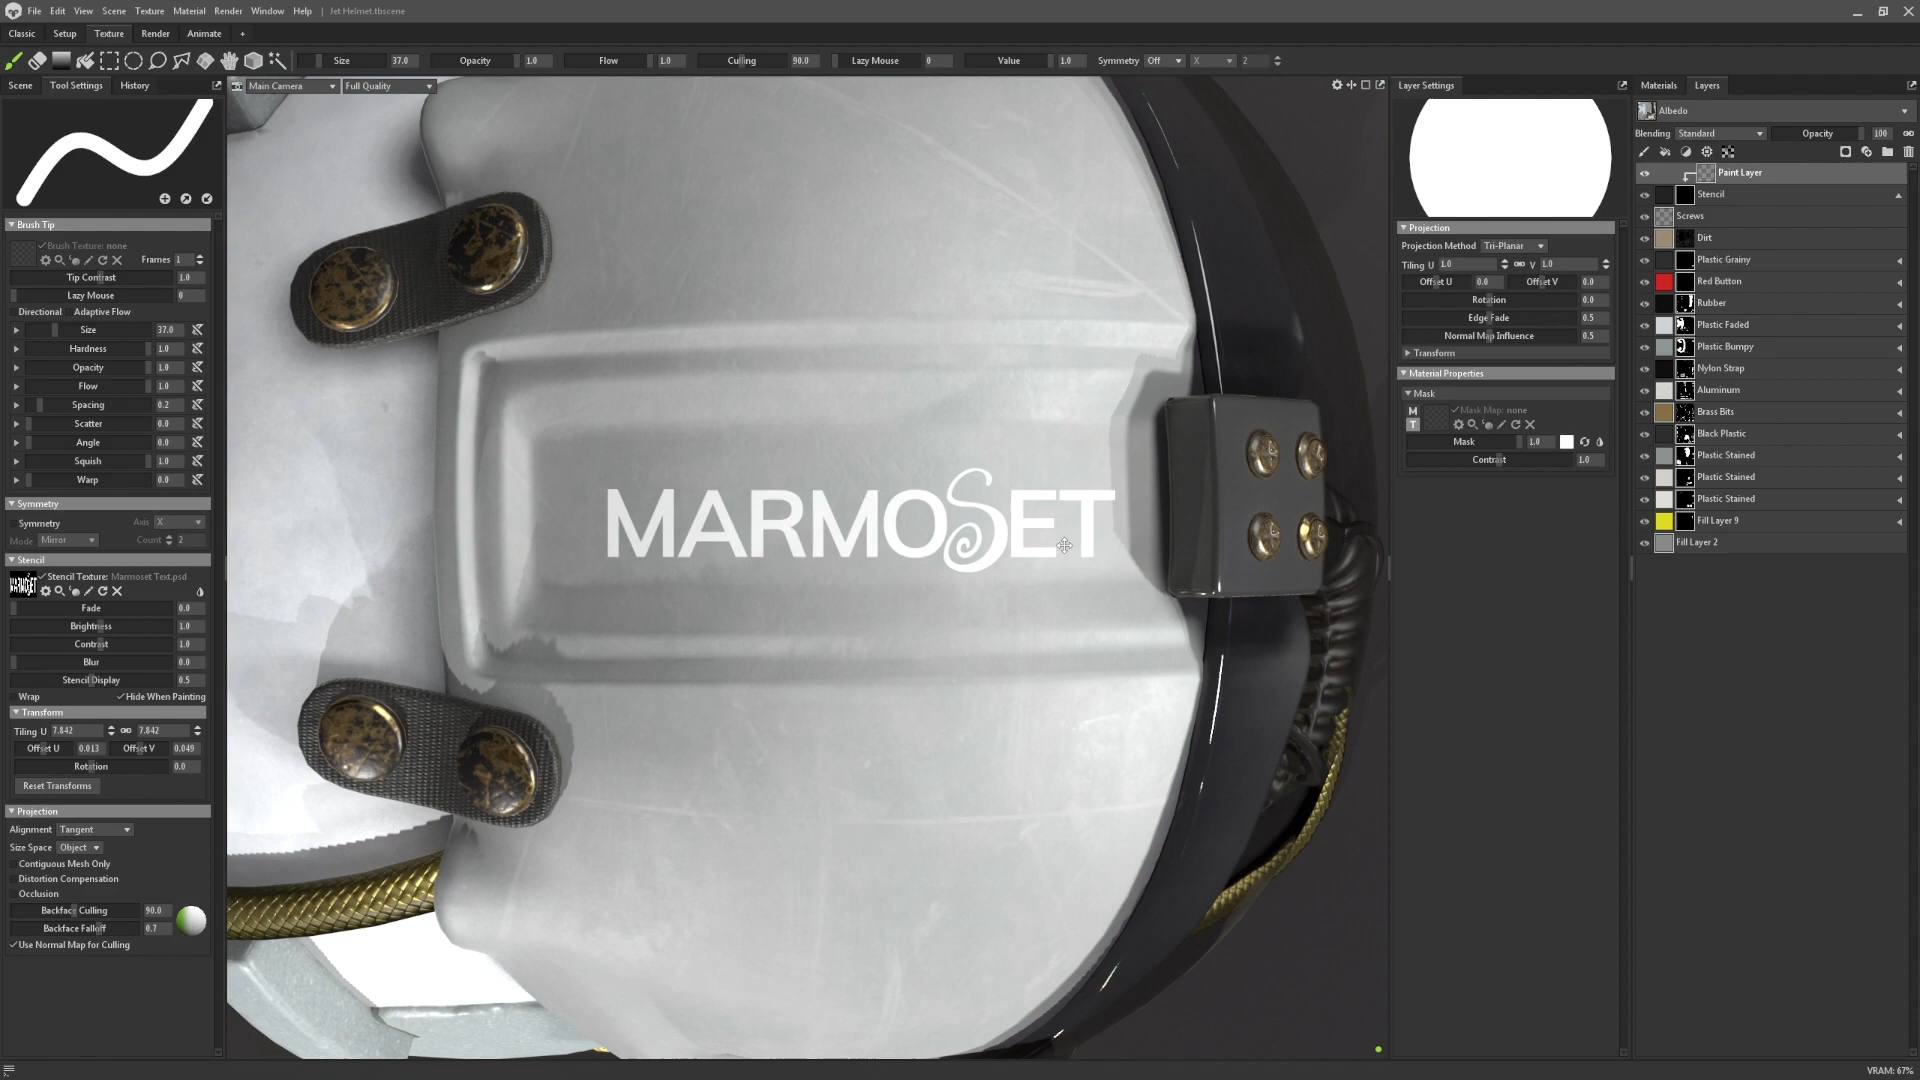 File Edit View Scene Texture Material Render Window Help | Jet Helmet.tbscene
Classic Setup Texture Render Animate +
Size 37.0 Opacity 1.0 Flow 1.0 Culling 90.0 Lazy Mouse 0 Value 1.0 Symmetry Off X 2
Scene Tool Settings History
Main Camera Full Quality
Brush Tip
Brush Texture: none
Frames 1
Tip Contrast 1.0
Lazy Mouse 0
Directional Adaptive Flow
Size 37.0
Hardness 1.0
Opacity 1.0
Flow 1.0
Spacing 0.2
Scatter 0.0
Angle 0.0
Squish 1.0
Warp 0.0
Symmetry
Symmetry Axis X
Mode Mirror Count 2
Stencil
Stencil Texture: Marmoset Text.psd
Fade 0.0
Brightness 1.0
Contrast 1.0
Blur 0.0
Stencil Display 0.5
Wrap Hide When Painting
Transform
Tiling U 7.842 7.842
Offset U 0.013 Offset V 0.049
Rotation 0.0
Reset Transforms
Projection
Alignment Tangent
Size Space Object
Contiguous Mesh Only
Distortion Compensation
Occlusion
Backface Culling 90.0
Backface Falloff 0.7
Use Normal Map for Culling
MARMOSET
Layer Settings
Projection
Projection Method Tri-Planar
Tiling U 1.0 V 1.0
Offset U 0.0 Offset V 0.0
Rotation 0.0
Edge Fade 0.5
Normal Map Influence 0.5
Transform
Material Properties
Mask
M Mask Map: none
T
Mask 1.0
Contrast 1.0
Materials Layers
Albedo
Blending Standard Opacity 100
Paint Layer
Stencil
Screws
Dirt
Plastic Grainy
Red Button
Rubber
Plastic Faded
Plastic Bumpy
Nylon Strap
Aluminum
Brass Bits
Black Plastic
Plastic Stained
Plastic Stained
Plastic Stained
Fill Layer 9
Fill Layer 2
VRAM: 67%